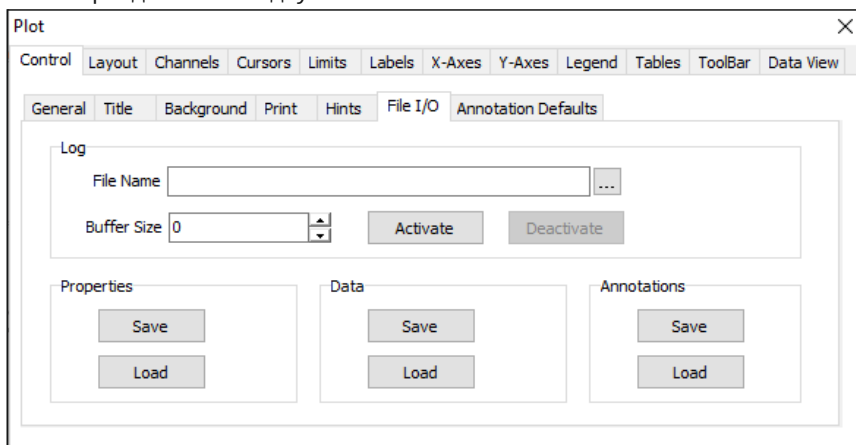 Plot
Control Layout Channels Cursors Limits Labels X-Axes Y-Axes Legend Tables ToolBar Data View
General Title Background Print Hints File I/O Annotation Defaults
Log
File Name ...
Buffer Size 0 Activate Deactivate
Properties Data Annotations
Save Save Save
Load Load Load